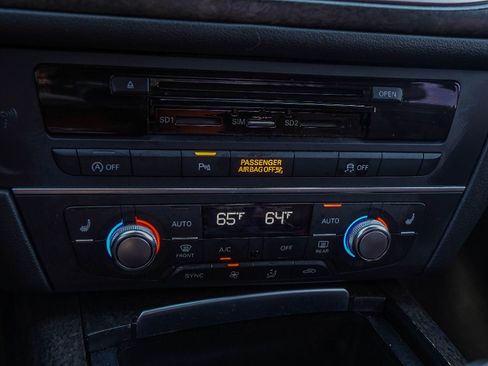 OPEN
SD1 SIM SD2
A OFF P PASSENGER AIRBAG OFF OFF
AUTO 65°F 64°F AUTO
FRONT A/C OFF REAR
SYNC